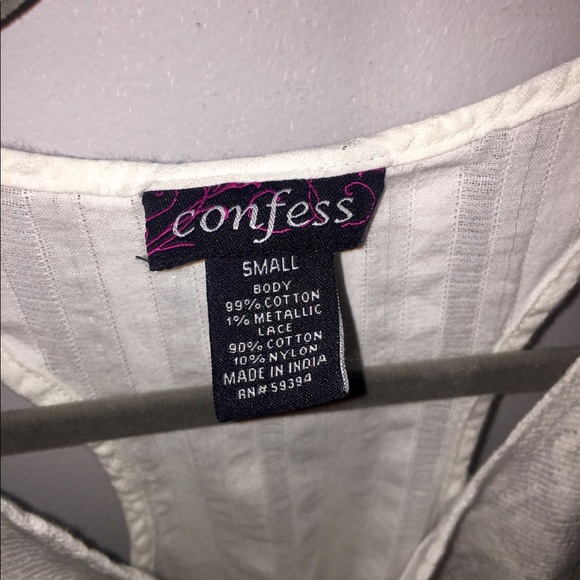 confess
SMALL
BODY
99% COTTON
1% METALLIC
LACE
90% COTTON
10% NYLON
MADE IN INDIA
RN# 59394